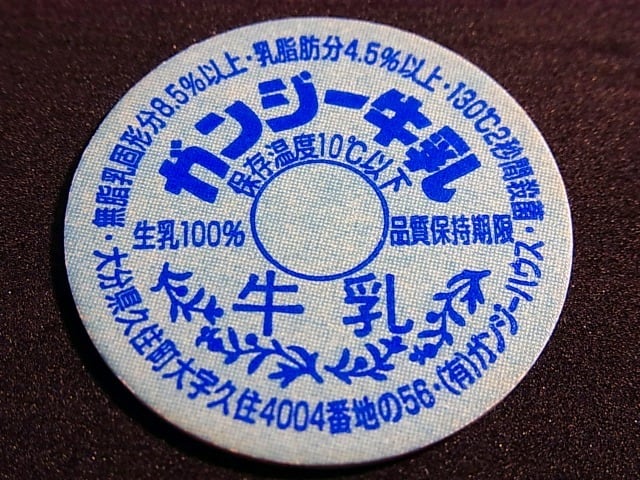 無脂乳固形分8.5%以上・乳脂肪分4.5%以上・130℃2秒間殺菌・
ガンジー牛乳
保存温度10℃以下
生乳100%
品質保持期限
牛乳
大分県久住町大字久住4004番地の56・(有)ガンジーハウス・